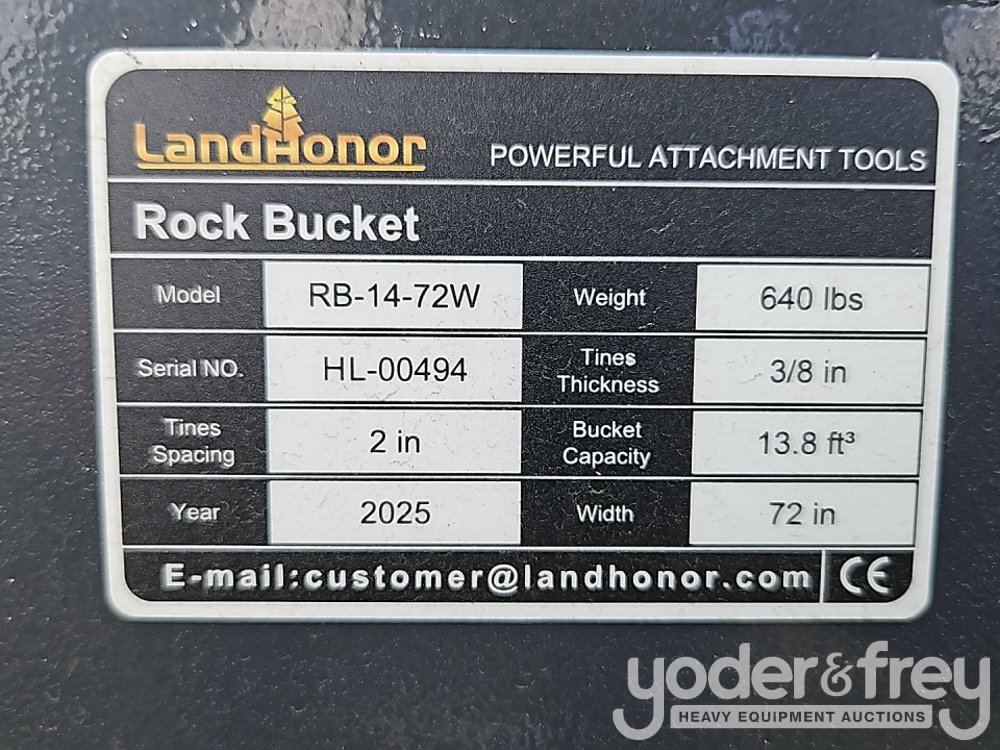 LandHonor
POWERFUL ATTACHMENT TOOLS
Rock Bucket
Model RB-14-72W Weight 640 lbs
Serial NO. HL-00494 Tines Thickness 3/8 in
Tines Spacing 2 in Bucket Capacity 13.8 ft³
Year 2025 Width 72 in
E-mail:customer@landhonor.com CE
yoder&frey
HEAVY EQUIPMENT AUCTIONS